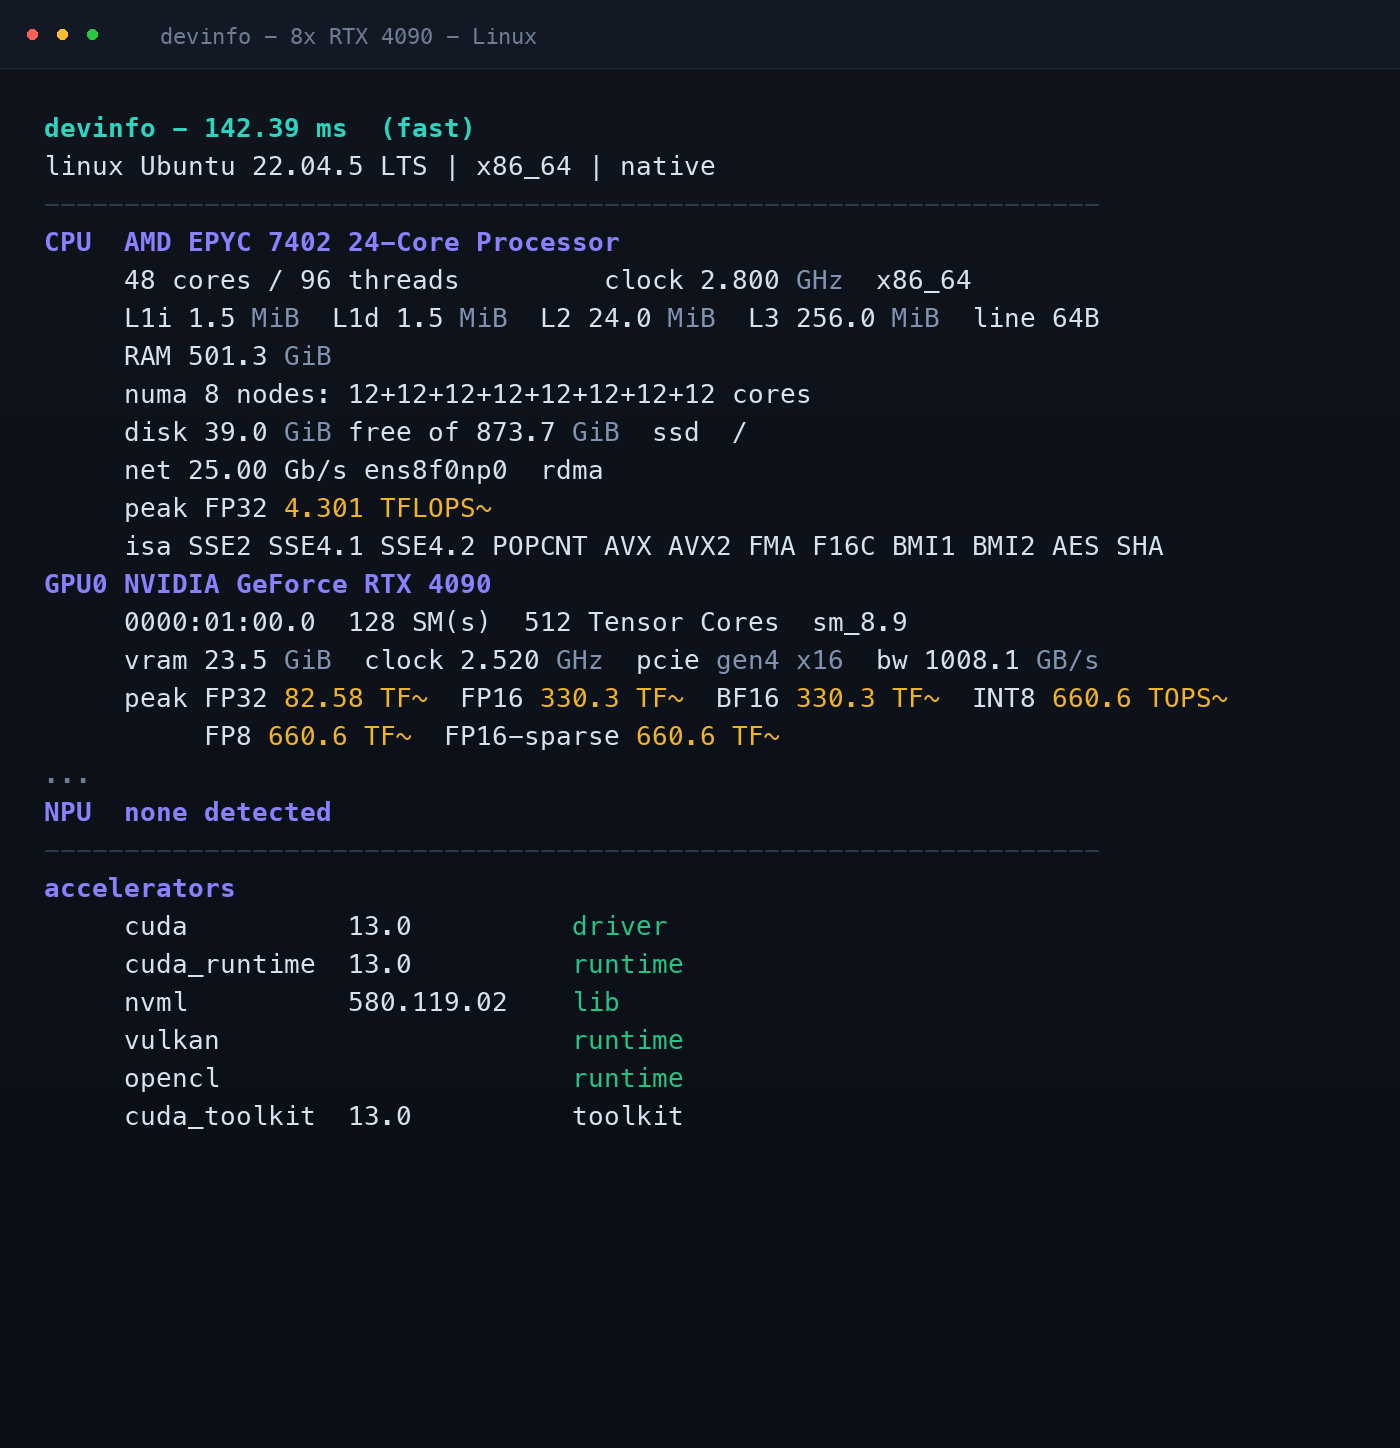 devinfo — 8x RTX 4090 — Linux
devinfo — 142.39 ms  (fast)
linux Ubuntu 22.04.5 LTS | x86_64 | native
──────────────────────────────────────────────────────────────────
CPU  AMD EPYC 7402 24-Core Processor
     48 cores / 96 threads         clock 2.800 GHz  x86_64
     L1i 1.5 MiB  L1d 1.5 MiB  L2 24.0 MiB  L3 256.0 MiB  line 64B
     RAM 501.3 GiB
     numa 8 nodes: 12+12+12+12+12+12+12+12 cores
     disk 39.0 GiB free of 873.7 GiB  ssd  /
     net 25.00 Gb/s ens8f0np0  rdma
     peak FP32 4.301 TFLOPS~
     isa SSE2 SSE4.1 SSE4.2 POPCNT AVX AVX2 FMA F16C BMI1 BMI2 AES SHA
GPU0 NVIDIA GeForce RTX 4090
     0000:01:00.0  128 SM(s)  512 Tensor Cores  sm_8.9
     vram 23.5 GiB  clock 2.520 GHz  pcie gen4 x16  bw 1008.1 GB/s
     peak FP32 82.58 TF~  FP16 330.3 TF~  BF16 330.3 TF~  INT8 660.6 TOPS~
          FP8 660.6 TF~  FP16-sparse 660.6 TF~
...
NPU  none detected
──────────────────────────────────────────────────────────────────
accelerators
     cuda          13.0          driver
     cuda_runtime  13.0          runtime
     nvml          580.119.02    lib
     vulkan                      runtime
     opencl                      runtime
     cuda_toolkit  13.0          toolkit